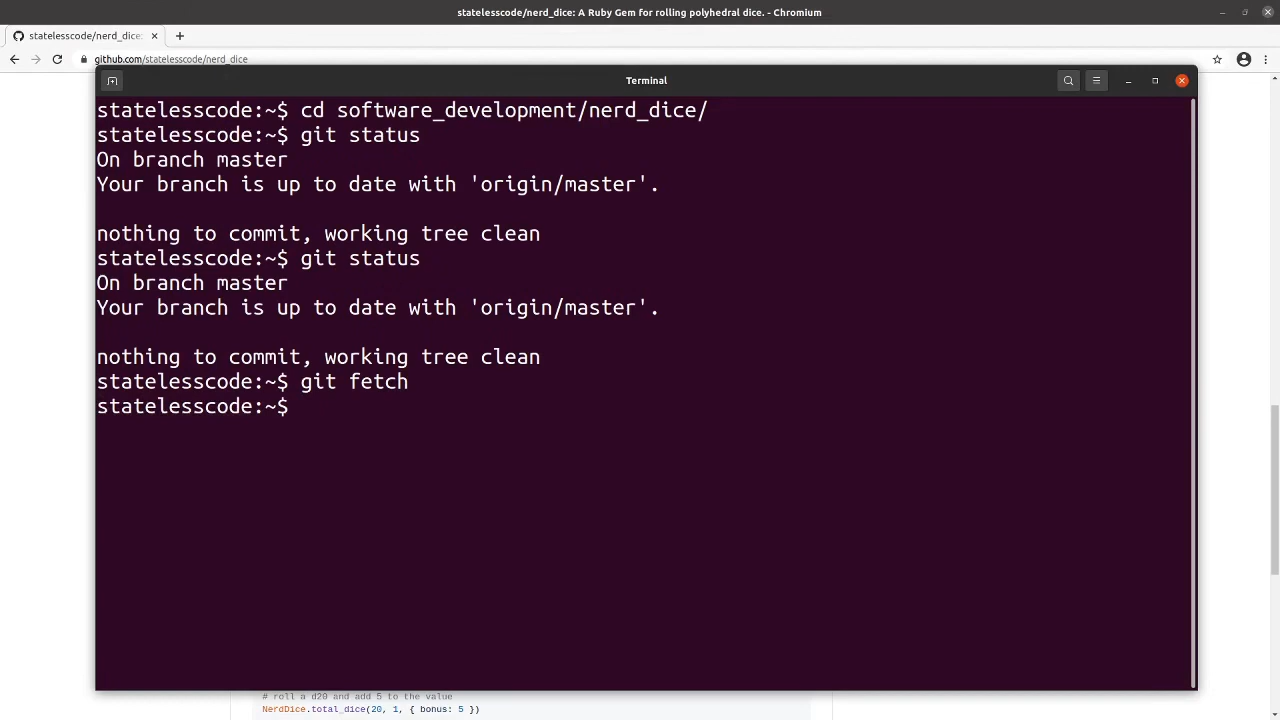 statelesscode/nerd_dice: A Ruby Gem for rolling polyhedral dice. - Chromium
statelesscode/nerd_dice:
github.com/statelesscode/nerd_dice
Terminal
statelesscode:~$ cd software_development/nerd_dice/
statelesscode:~$ git status
On branch master
Your branch is up to date with 'origin/master'.
nothing to commit, working tree clean
statelesscode:~$ git status
On branch master
Your branch is up to date with 'origin/master'.
nothing to commit, working tree clean
statelesscode:~$ git fetch
statelesscode:~$
# roll a d20 and add 5 to the value
NerdDice.total_dice(20, 1, { bonus: 5 })